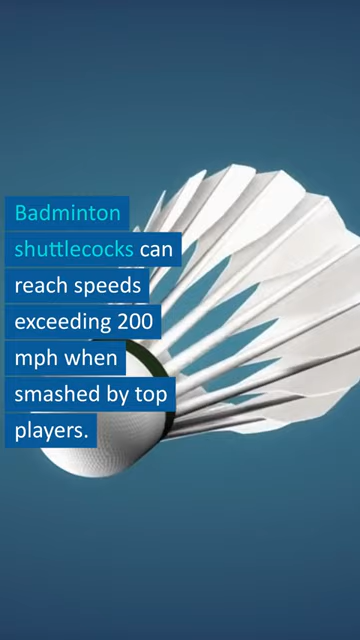 Badminton
shuttlecocks can
reach speeds
exceeding 200
mph when
smashed by top
players.